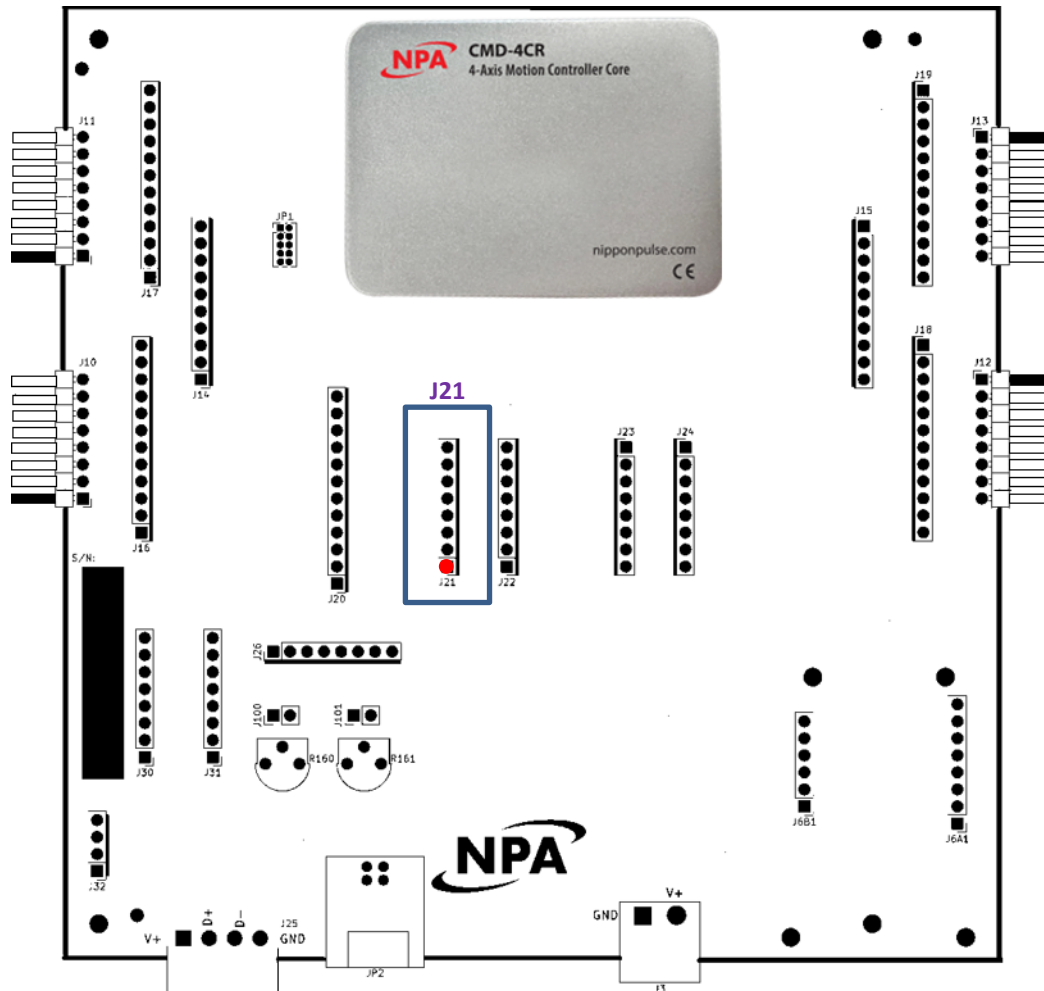 NPA
CMD-4CR
4-Axis Motion Controller Core
nipponpulse.com
CE
J11
J17
J14
JP1
J19
J13
J15
J10
J16
J18
J12
J21
J20
J21
J22
J23
J24
S/N:
J26
J100
J101
R160
R161
J30
J31
J32
J6B1
J6A1
NPA
V+
D+
D-
J25
GND
JP2
GND
V+
J3